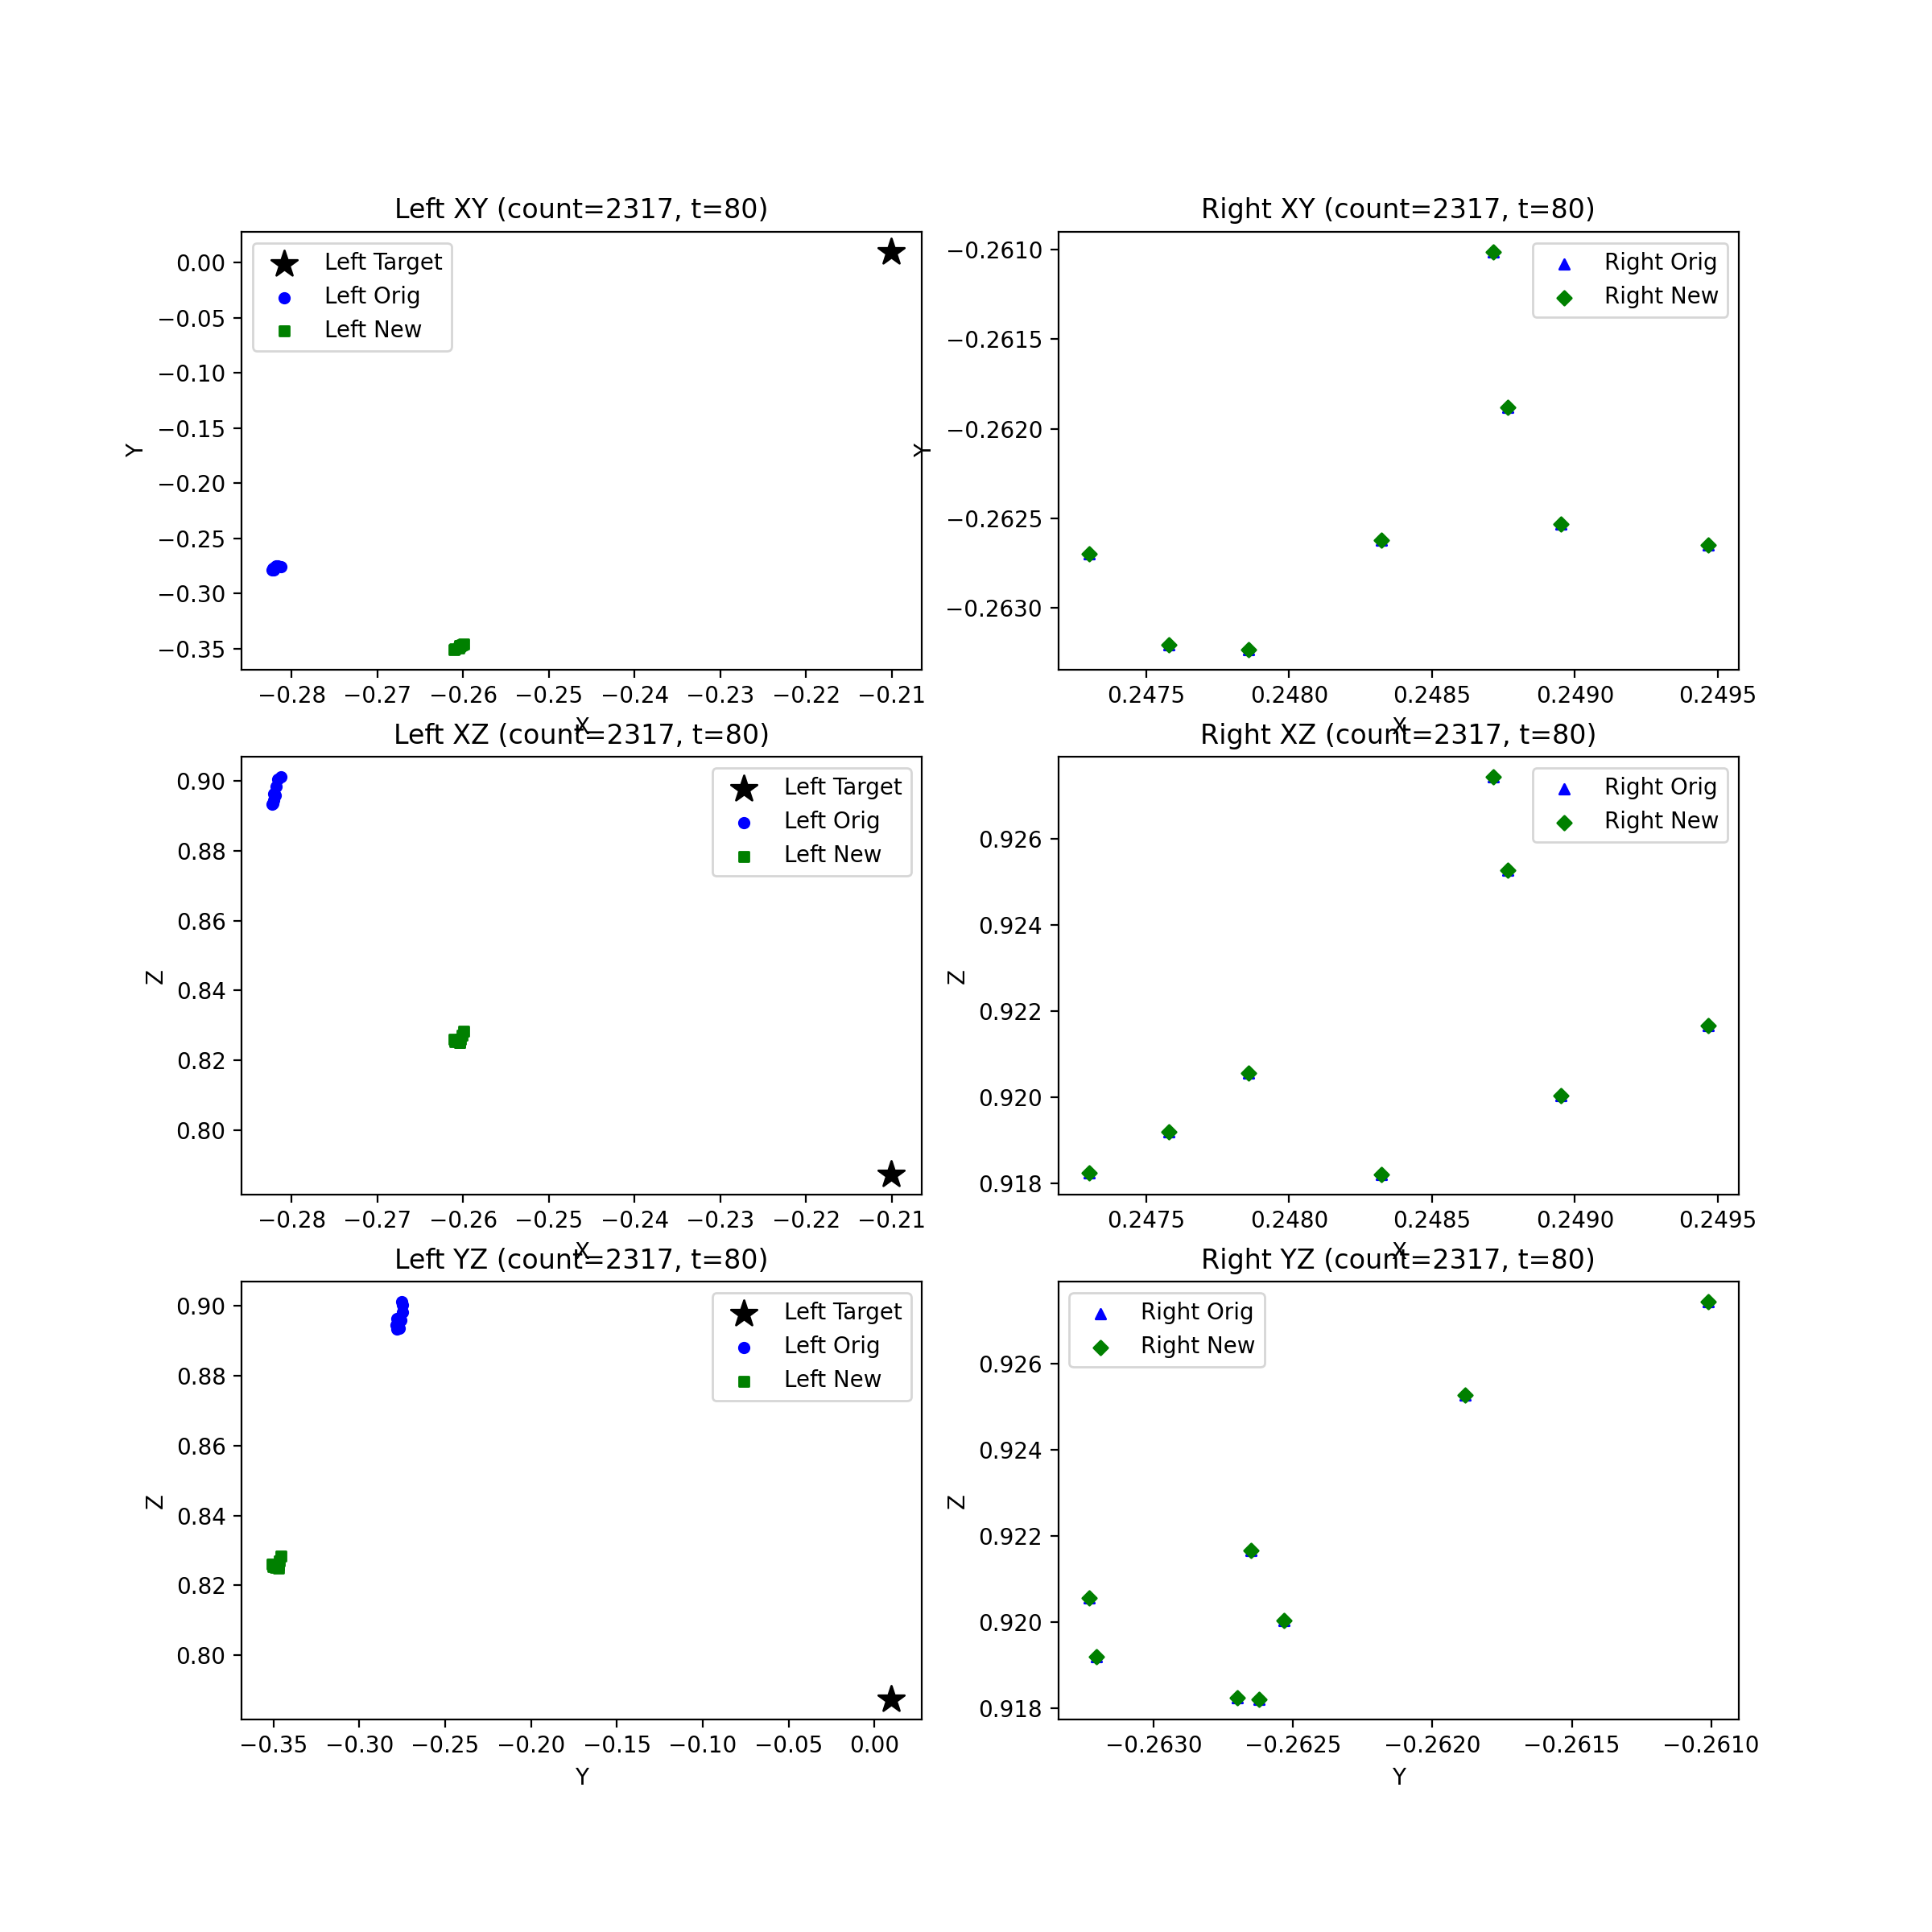 Left XY (count=2317, t=80)
Left Target
Left Orig
Left New
0.00
−0.05
−0.10
−0.15
−0.20
−0.25
−0.30
−0.35
Y
−0.28
−0.27
−0.26
−0.25
−0.24
−0.23
−0.22
−0.21
X
Right XY (count=2317, t=80)
Right Orig
Right New
−0.2610
−0.2615
−0.2620
−0.2625
−0.2630
Y
0.2475
0.2480
0.2485
0.2490
0.2495
X
Left XZ (count=2317, t=80)
Left Target
Left Orig
Left New
0.90
0.88
0.86
0.84
0.82
0.80
Z
−0.28
−0.27
−0.26
−0.25
−0.24
−0.23
−0.22
−0.21
X
Right XZ (count=2317, t=80)
Right Orig
Right New
0.926
0.924
0.922
0.920
0.918
Z
0.2475
0.2480
0.2485
0.2490
0.2495
X
Left YZ (count=2317, t=80)
Left Target
Left Orig
Left New
0.90
0.88
0.86
0.84
0.82
0.80
Z
−0.35
−0.30
−0.25
−0.20
−0.15
−0.10
−0.05
0.00
Y
Right YZ (count=2317, t=80)
Right Orig
Right New
0.926
0.924
0.922
0.920
0.918
Z
−0.2630
−0.2625
−0.2620
−0.2615
−0.2610
Y